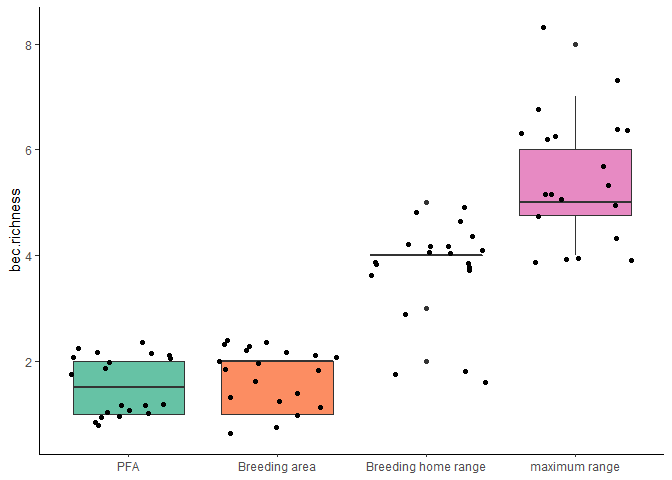 bec.richness
8
6
4
2
PFA
Breeding area
Breeding home range
maximum range